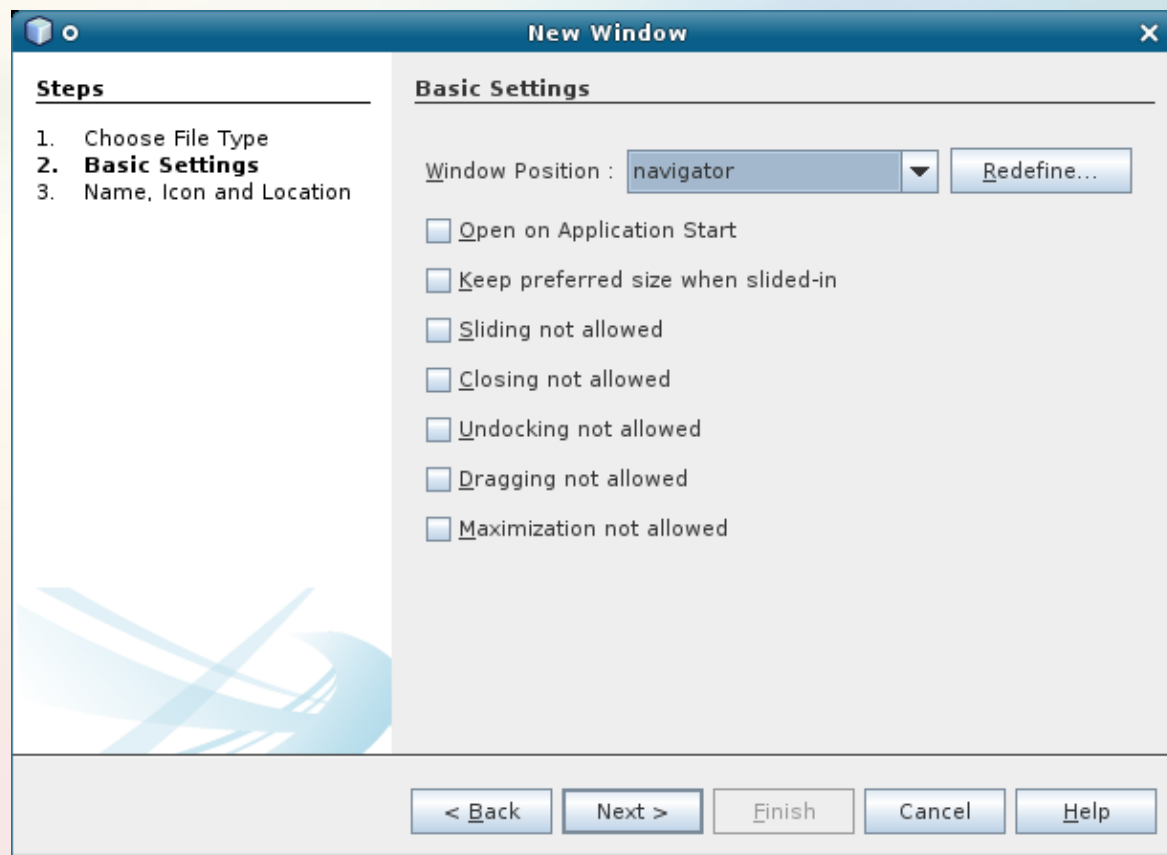 New Window
Steps
1. Choose File Type
2. Basic Settings
3. Name, Icon and Location
Basic Settings
Window Position : navigator Redefine...
Open on Application Start
Keep preferred size when slided-in
Sliding not allowed
Closing not allowed
Undocking not allowed
Dragging not allowed
Maximization not allowed
< Back Next > Finish Cancel Help